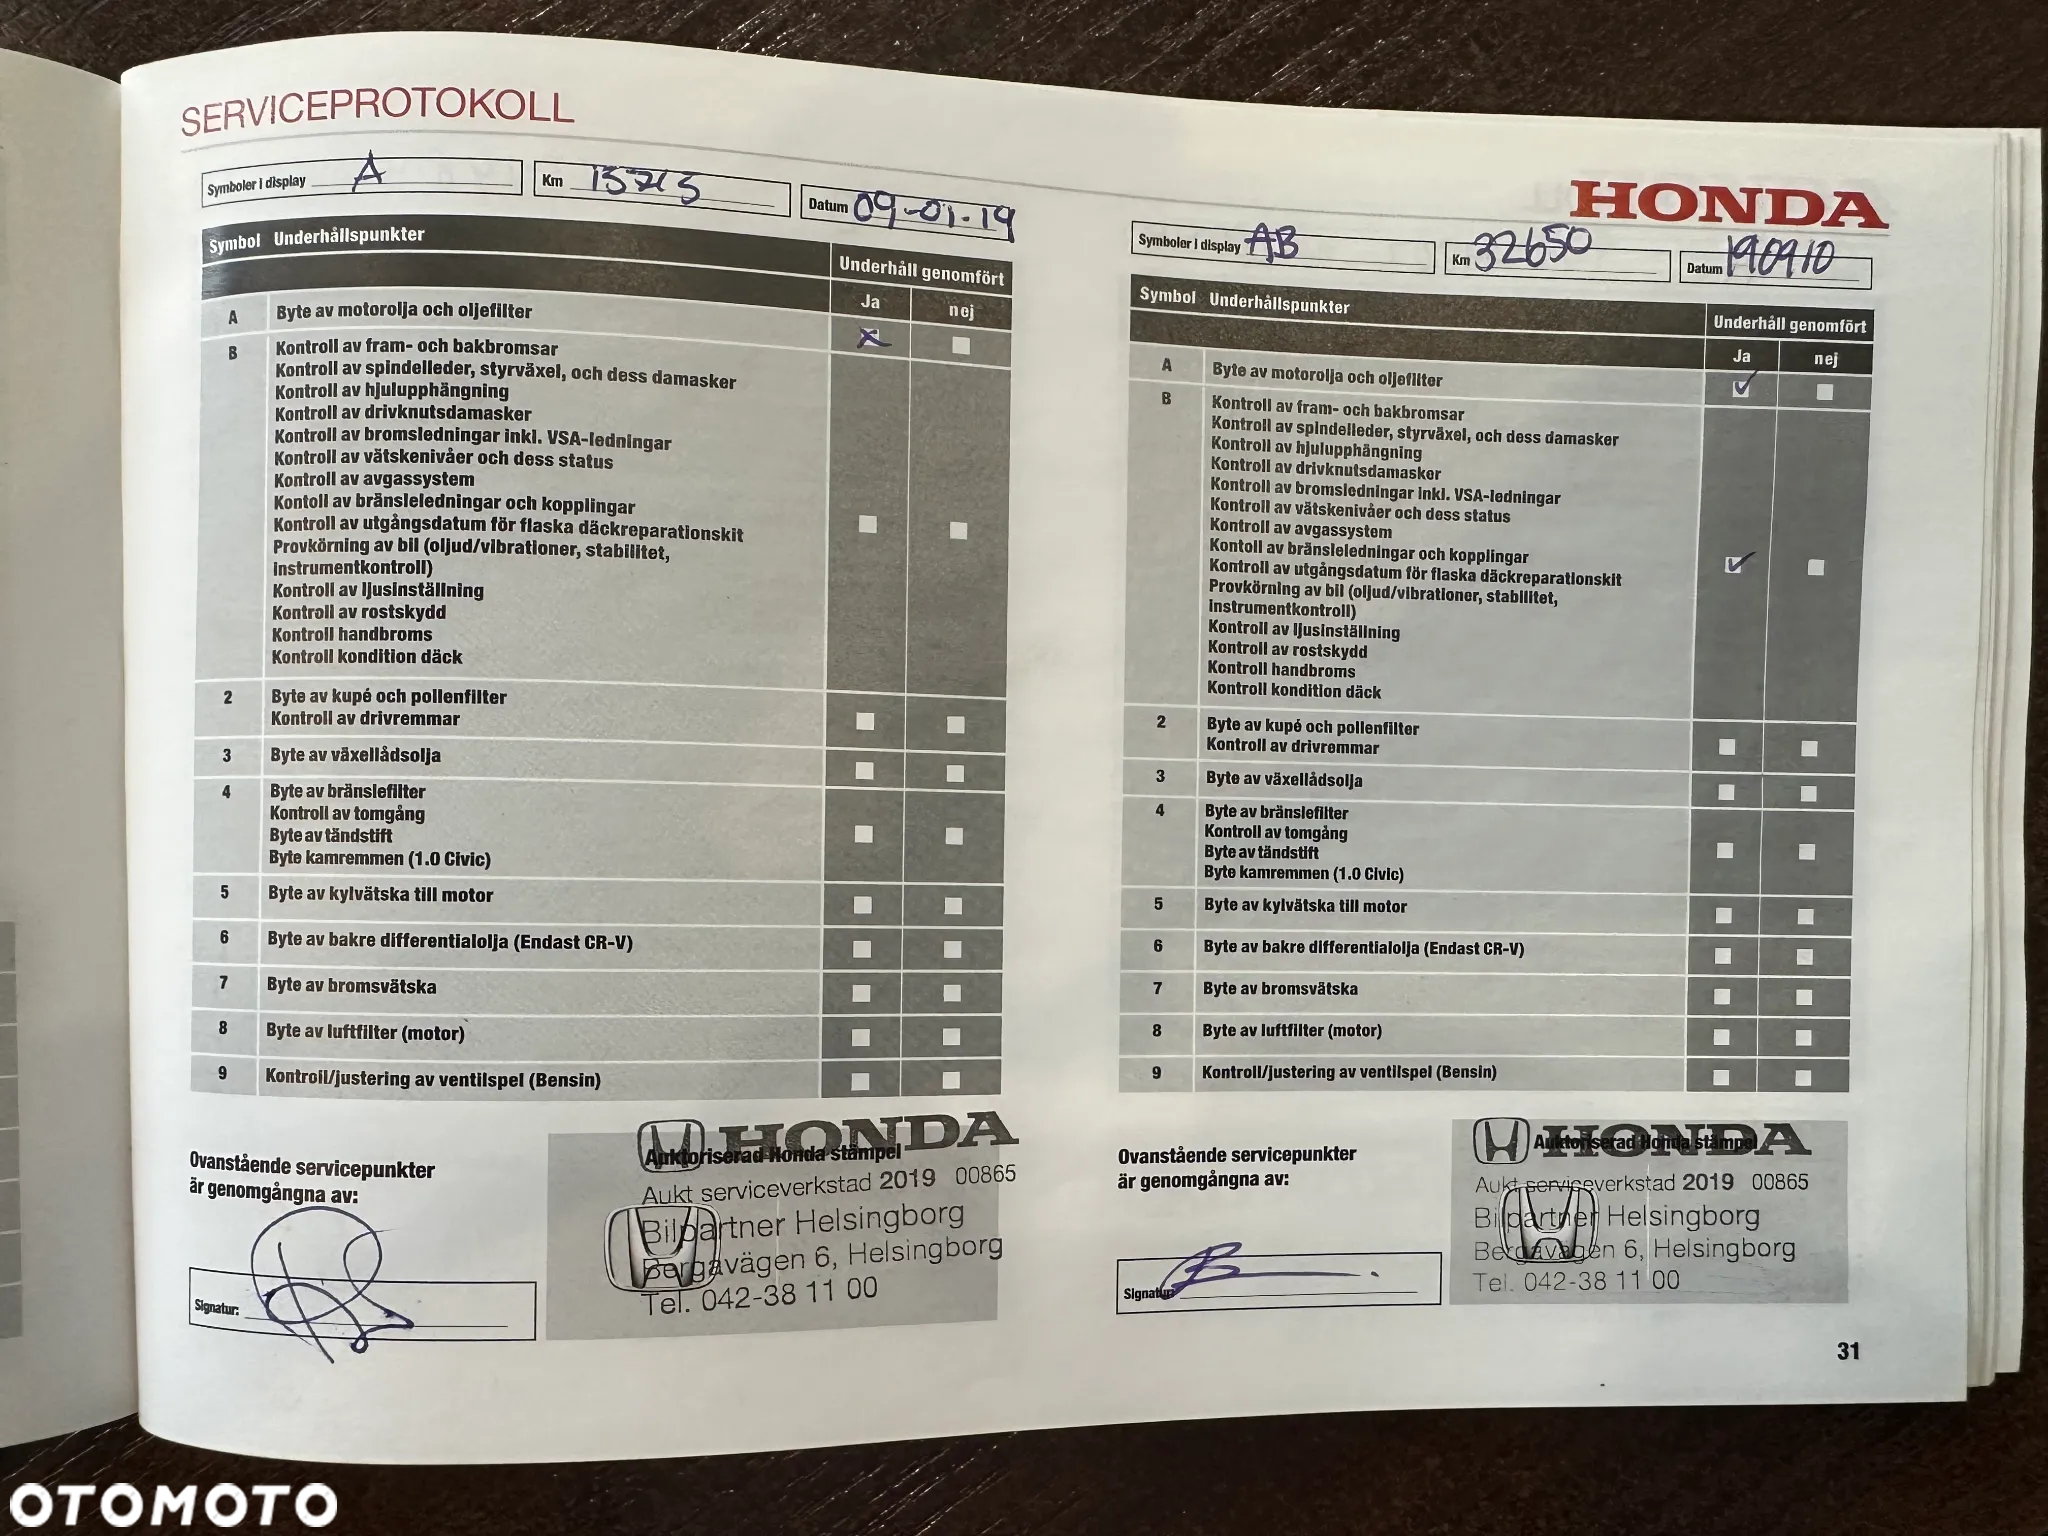 SERVICEPROTOKOLL
Symboler i display A
Km 15715
Datum 09-01-19
Symbol Underhållspunkter
Underhåll genomfört
Ja nej
A Byte av motorolja och oljefilter
B Kontroll av fram- och bakbromsar
Kontroll av spindelleder, styrväxel, och dess damasker
Kontroll av hjulupphängning
Kontroll av drivknutsdamasker
Kontroll av bromsledningar inkl. VSA-ledningar
Kontroll av vätskenivåer och dess status
Kontroll av avgassystem
Kontoll av bränsleledningar och kopplingar
Kontroll av utgångsdatum för flaska däckreparationskit
Provkörning av bil (oljud/vibrationer, stabilitet,
instrumentkontroll)
Kontroll av ljusinställning
Kontroll av rostskydd
Kontroll handbroms
Kontroll kondition däck
2 Byte av kupé och pollenfilter
Kontroll av drivremmar
3 Byte av växellådsolja
4 Byte av bränslefilter
Kontroll av tomgång
Byte av tändstift
Byte kamremmen (1.0 Civic)
5 Byte av kylvätska till motor
6 Byte av bakre differentialolja (Endast CR-V)
7 Byte av bromsvätska
8 Byte av luftfilter (motor)
9 Kontroll/justering av ventilspel (Bensin)
Ovanstående servicepunkter
är genomgångna av:
Signatur:
HONDA
Auktoriserad Honda stämpel
Aukt serviceverkstad 2019 00865
Bilpartner Helsingborg
Bergavägen 6, Helsingborg
Tel. 042-38 11 00
HONDA
Symboler i display AB
Km 32650
Datum 190910
Symbol Underhållspunkter
Underhåll genomfört
Ja nej
A Byte av motorolja och oljefilter
B Kontroll av fram- och bakbromsar
Kontroll av spindelleder, styrväxel, och dess damasker
Kontroll av hjulupphängning
Kontroll av drivknutsdamasker
Kontroll av bromsledningar inkl. VSA-ledningar
Kontroll av vätskenivåer och dess status
Kontroll av avgassystem
Kontoll av bränsleledningar och kopplingar
Kontroll av utgångsdatum för flaska däckreparationskit
Provkörning av bil (oljud/vibrationer, stabilitet,
instrumentkontroll)
Kontroll av ljusinställning
Kontroll av rostskydd
Kontroll handbroms
Kontroll kondition däck
2 Byte av kupé och pollenfilter
Kontroll av drivremmar
3 Byte av växellådsolja
4 Byte av bränslefilter
Kontroll av tomgång
Byte av tändstift
Byte kamremmen (1.0 Civic)
5 Byte av kylvätska till motor
6 Byte av bakre differentialolja (Endast CR-V)
7 Byte av bromsvätska
8 Byte av luftfilter (motor)
9 Kontroll/justering av ventilspel (Bensin)
Ovanstående servicepunkter
är genomgångna av:
Signatur:
HONDA
Auktoriserad Honda stämpel
Aukt serviceverkstad 2019 00865
Bilpartner Helsingborg
Bergavägen 6, Helsingborg
Tel. 042-38 11 00
31
OTOMOTO